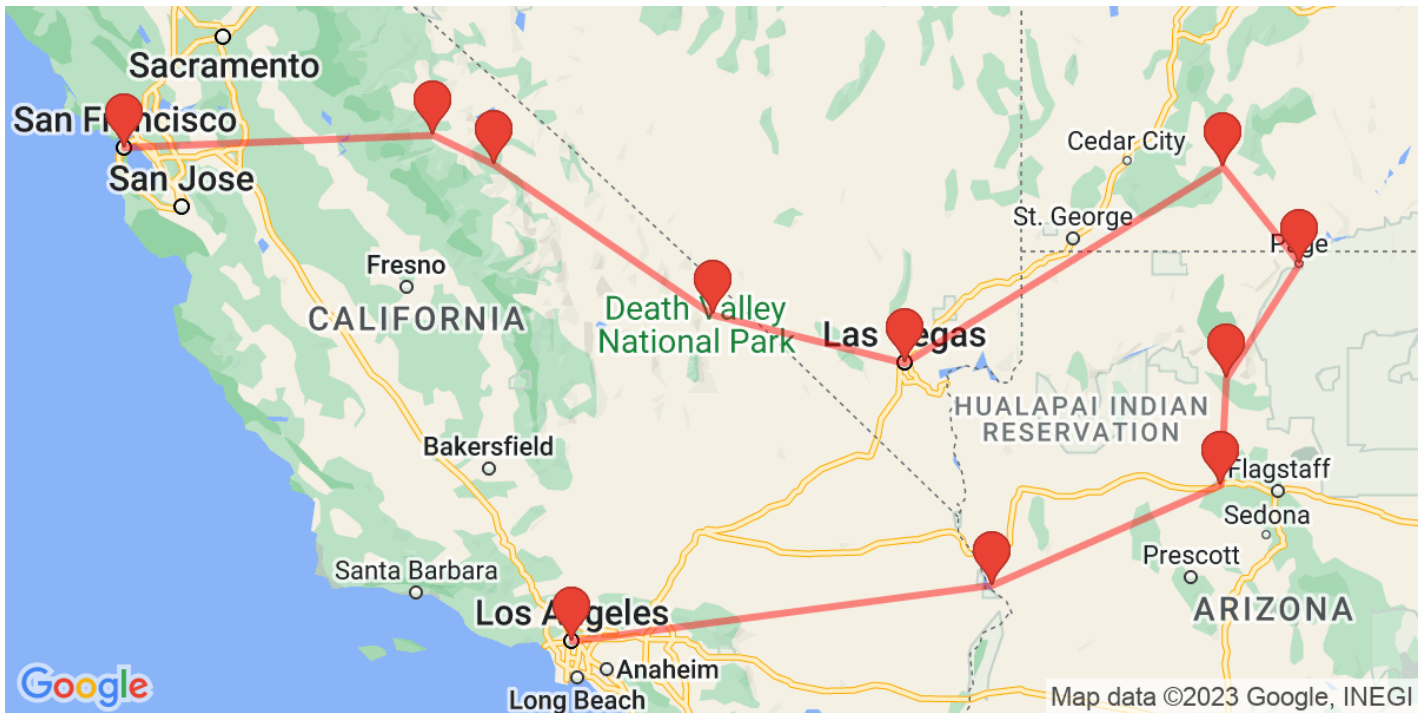 Sacramento
San Francisco
San Jose
Cedar City
St. George
Page
Fresno
CALIFORNIA
Death Valley
National Park
Las Vegas
HUALAPAI INDIAN
RESERVATION
Bakersfield
Flagstaff
Sedona
Prescott
Santa Barbara
Los Angeles
ARIZONA
Anaheim
Long Beach
Google
Map data ©2023 Google, INEGI